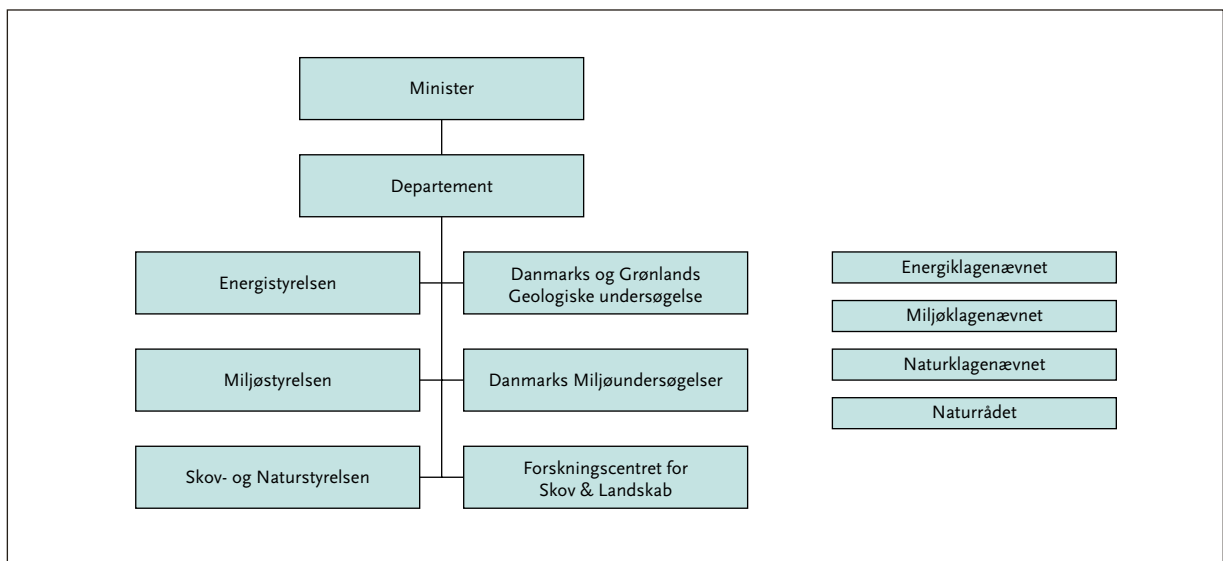 Minister
Departement
Energistyrelsen
Danmarks og Grønlands
Geologiske undersøgelse
Miljøstyrelsen
Danmarks Miljøundersøgelser
Skov- og Naturstyrelsen
Forskningscentret for
Skov & Landskab
Energiklagenævnet
Miljøklagenævnet
Naturklagenævnet
Naturrådet